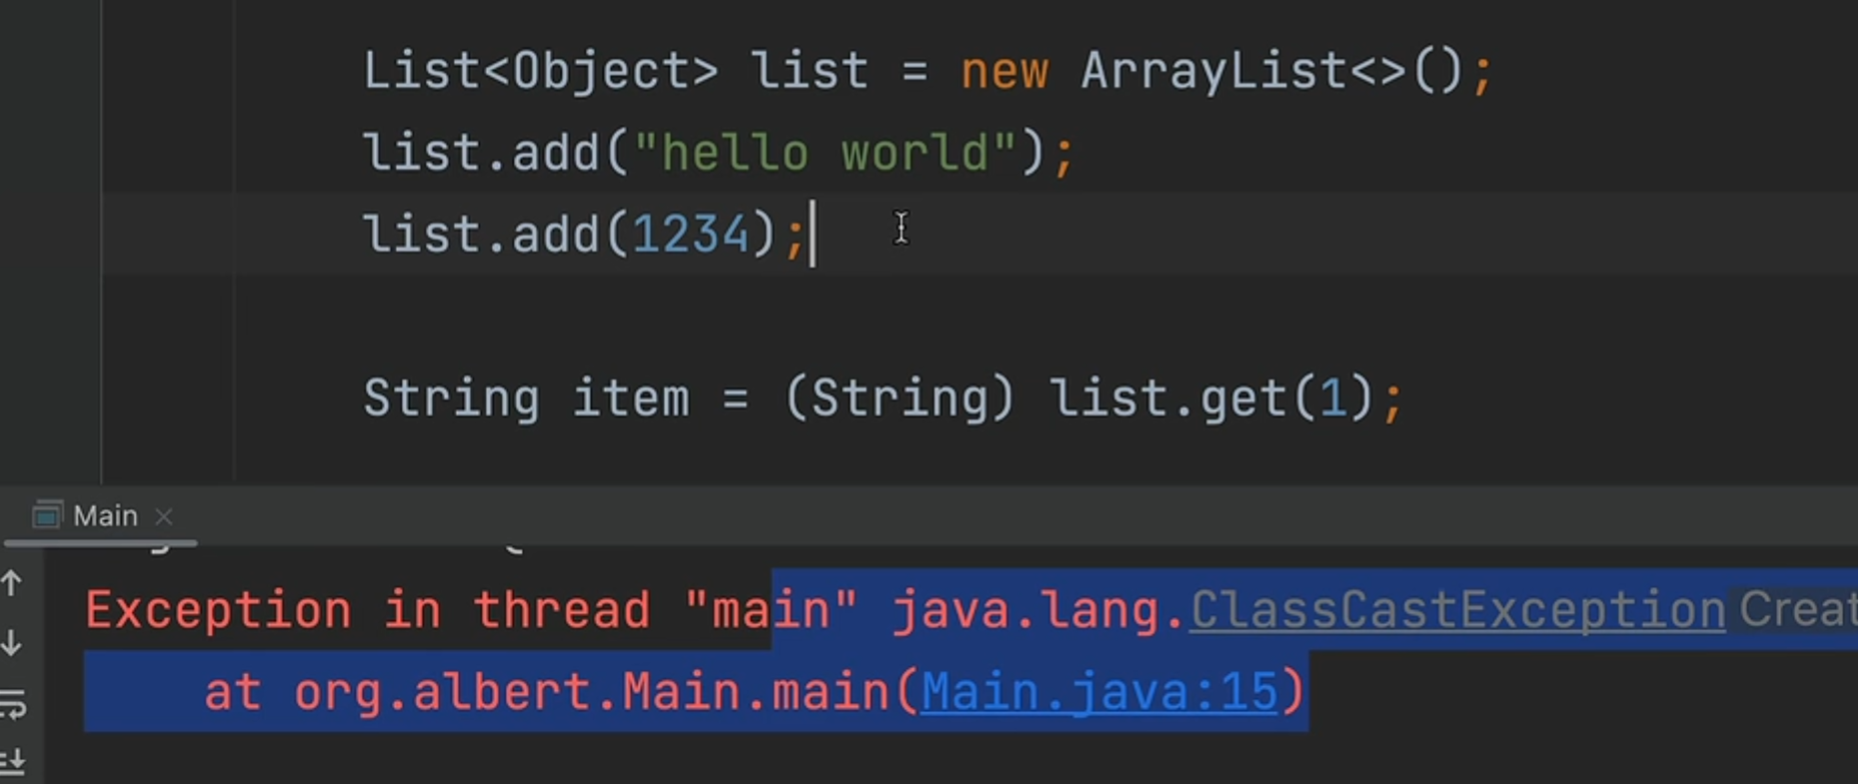 List<Object> list = new ArrayList<>();
list.add("hello world");
list.add(1234);
String item = (String) list.get(1);
Main
Exception in thread "main" java.lang.ClassCastException Creat
at org.albert.Main.main(Main.java:15)